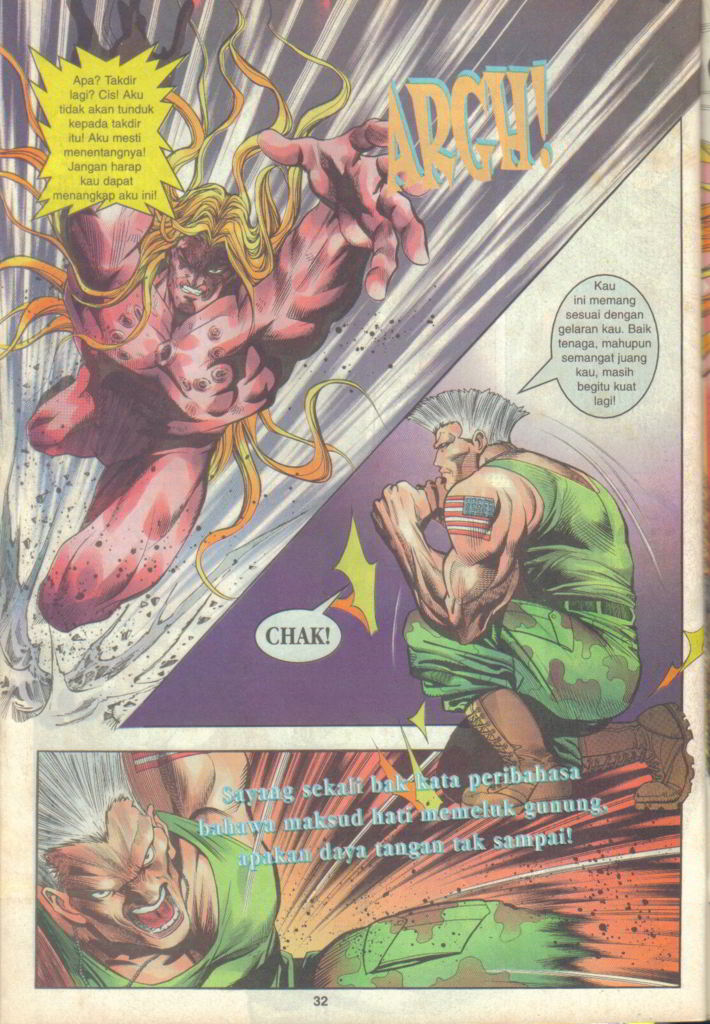 Apa? Takdir
lagi? Cis! Aku
tidak akan tunduk
kepada takdir
itu! Aku mesti
menentangnya!
Jangan harap
kau dapat
menangkap aku ini!
ARGH!
Kau
ini memang
sesuai dengan
gelaran kau. Baik
tenaga, mahupun
semangat juang
kau, masih
begitu kuat
lagi!
CHAK!
Sayang sekali bak kata peribahasa
bahawa maksud hati memeluk gunung,
apakan daya tangan tak sampai!
32